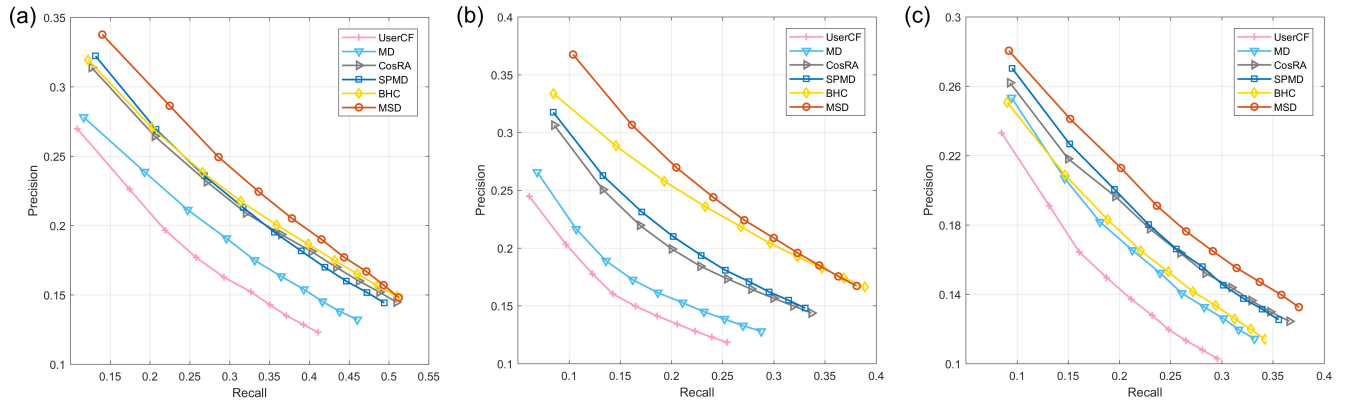 (a)
0.35
0.3
0.25
0.2
0.15
0.1
Precision
0.15 0.2 0.25 0.3 0.35 0.4 0.45 0.5 0.55
Recall
UserCF
MD
CosRA
SPMD
BHC
MSD
(b)
0.4
0.35
0.3
0.25
0.2
0.15
0.1
Precision
0.1 0.15 0.2 0.25 0.3 0.35 0.4
Recall
UserCF
MD
CosRA
SPMD
BHC
MSD
(c)
0.3
0.26
0.22
0.18
0.14
0.1
Precision
0.1 0.15 0.2 0.25 0.3 0.35 0.4
Recall
UserCF
MD
CosRA
SPMD
BHC
MSD